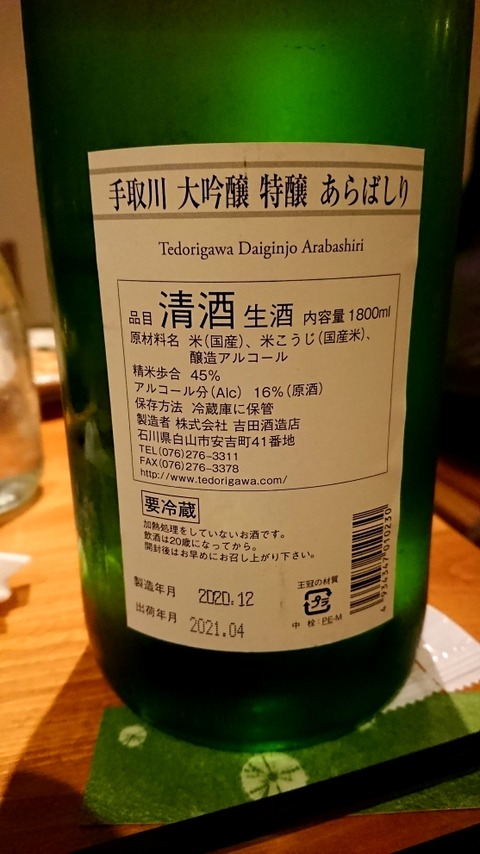 手取川 大吟醸 特醸 あらばしり
Tedorigawa Daiginjo Arabashiri
品目 清酒 生酒 内容量 1800ml
原材料名 米(国産)、米こうじ(国産米)、
醸造アルコール
精米歩合 45%
アルコール分(Alc) 16%(原酒)
保存方法 冷蔵庫に保管
製造者 株式会社 吉田酒造店
石川県白山市安吉町41番地
TEL(076)276-3311
FAX(076)276-3378
http://www.tedorigawa.com/
要冷蔵
加熱処理をしていないお酒です。
飲酒は20歳になってから。
開封後はお早めにお召し上がり下さい。
製造年月 2020.12
出荷年月 2021.04
王冠の材質
プラ
中 栓:PE-M
4934347010230